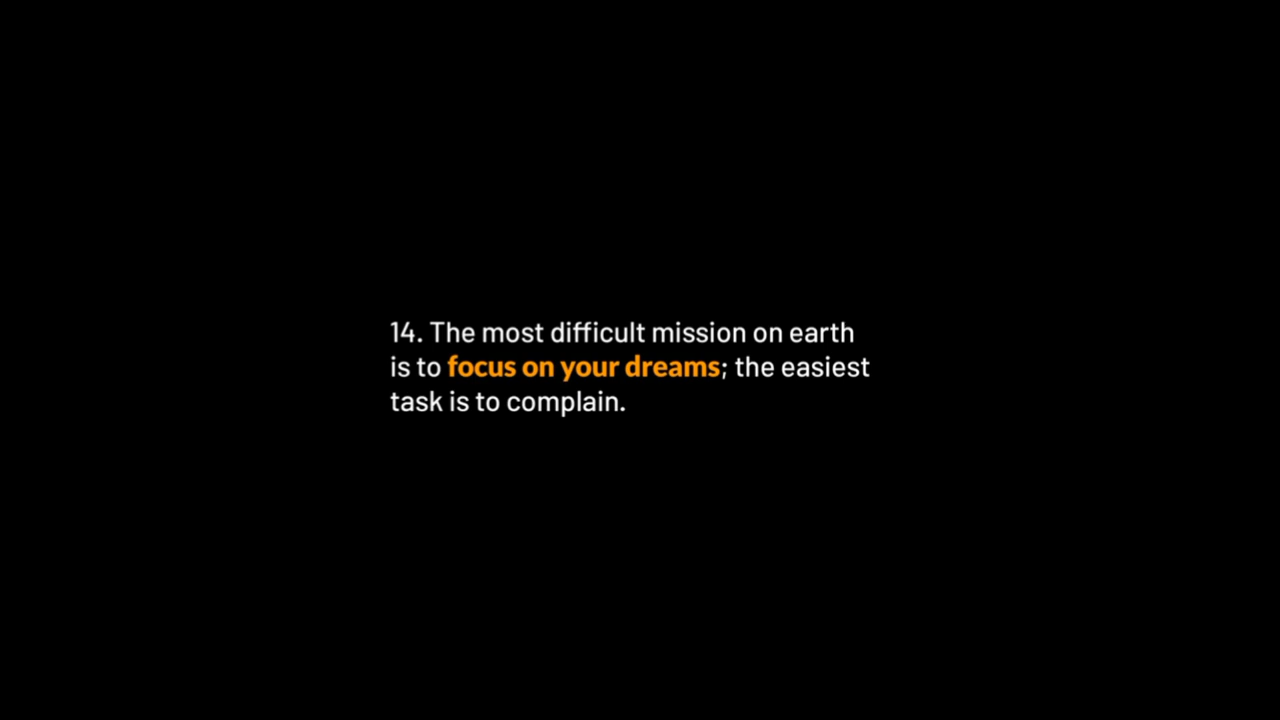 14. The most difficult mission on earth
is to focus on your dreams; the easiest
task is to complain.